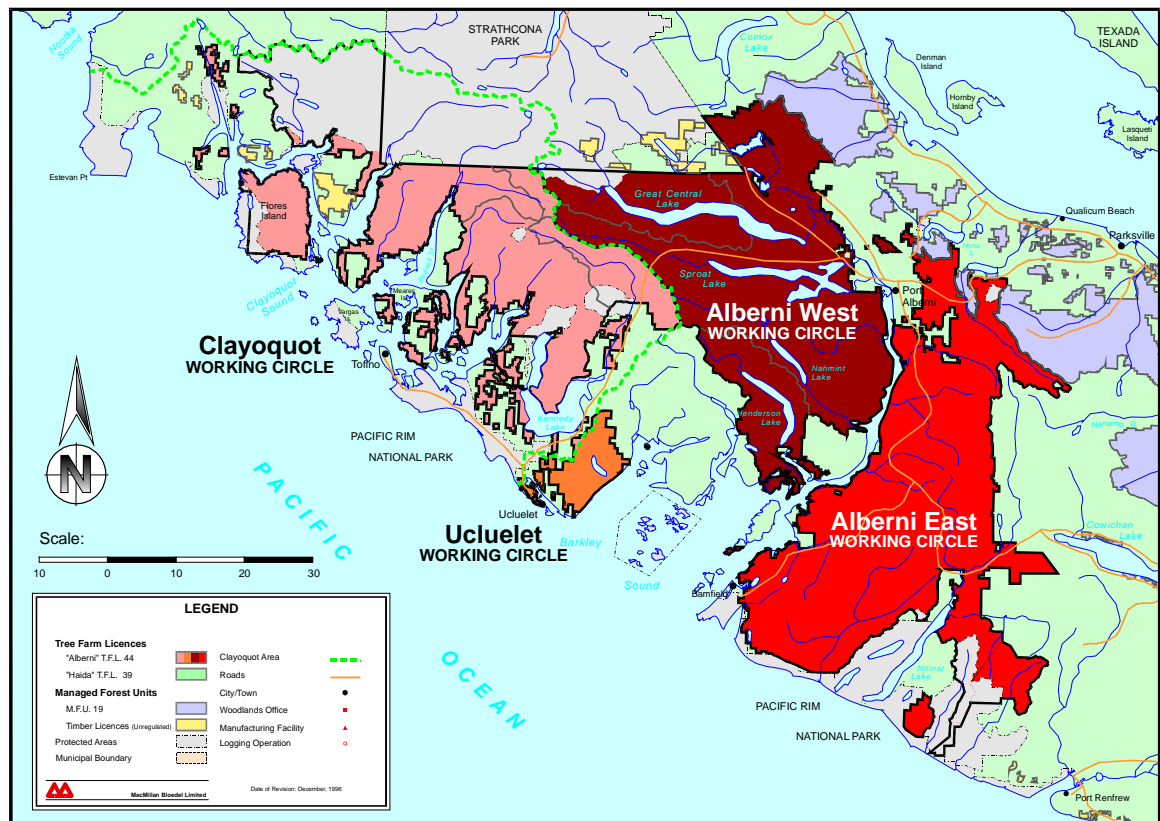 STRATHCONA
PARK
TEXADA
ISLAND
Nootka
Sound
Comox
Lake
Denman
Island
Hornby
Island
Lasqueti
Island
Estevan Pt
Flores
Island
Great Central
Lake
Qualicum Beach
Parksville
Horne
Clayoquot
Sound
Meares
Is.
Vargas
Is.
Sproat
Lake
Port
Alberni
Alberni West
WORKING CIRCLE
Clayoquot
WORKING CIRCLE
Tofino
Nahmint
Lake
Henderson
Lake
Kennedy
Lake
PACIFIC RIM
NATIONAL PARK
Nanaimo R
N
PACIFIC
OCEAN
Ucluelet
Ucluelet
WORKING CIRCLE
Barkley
Sound
Alberni East
WORKING CIRCLE
Cowichan
Lake
Bamfield
Nitinat
Lake
PACIFIC RIM
NATIONAL PARK
Port Renfrew
Scale:
10 0 10 20 30
LEGEND
Tree Farm Licences
"Alberni" T.F.L. 44
"Haida" T.F.L. 39
Managed Forest Units
M.F.U. 19
Timber Licences (Unregulated)
Protected Areas
Municipal Boundary
Clayoquot Area
Roads
City/Town
Woodlands Office
Manufacturing Facility
Logging Operation
MacMillan Bloedel Limited
Date of Revision: December, 1996